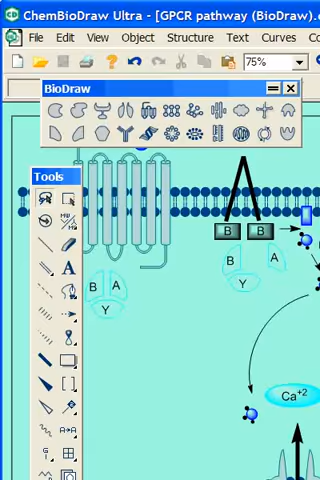 ChemBioDraw Ultra - [GPCR pathway (BioDraw).
File Edit View Object Structure Text Curves Co
75%
BioDraw
Tools
A
B B
B A
Y
B A
Y
A→A
Ca+2